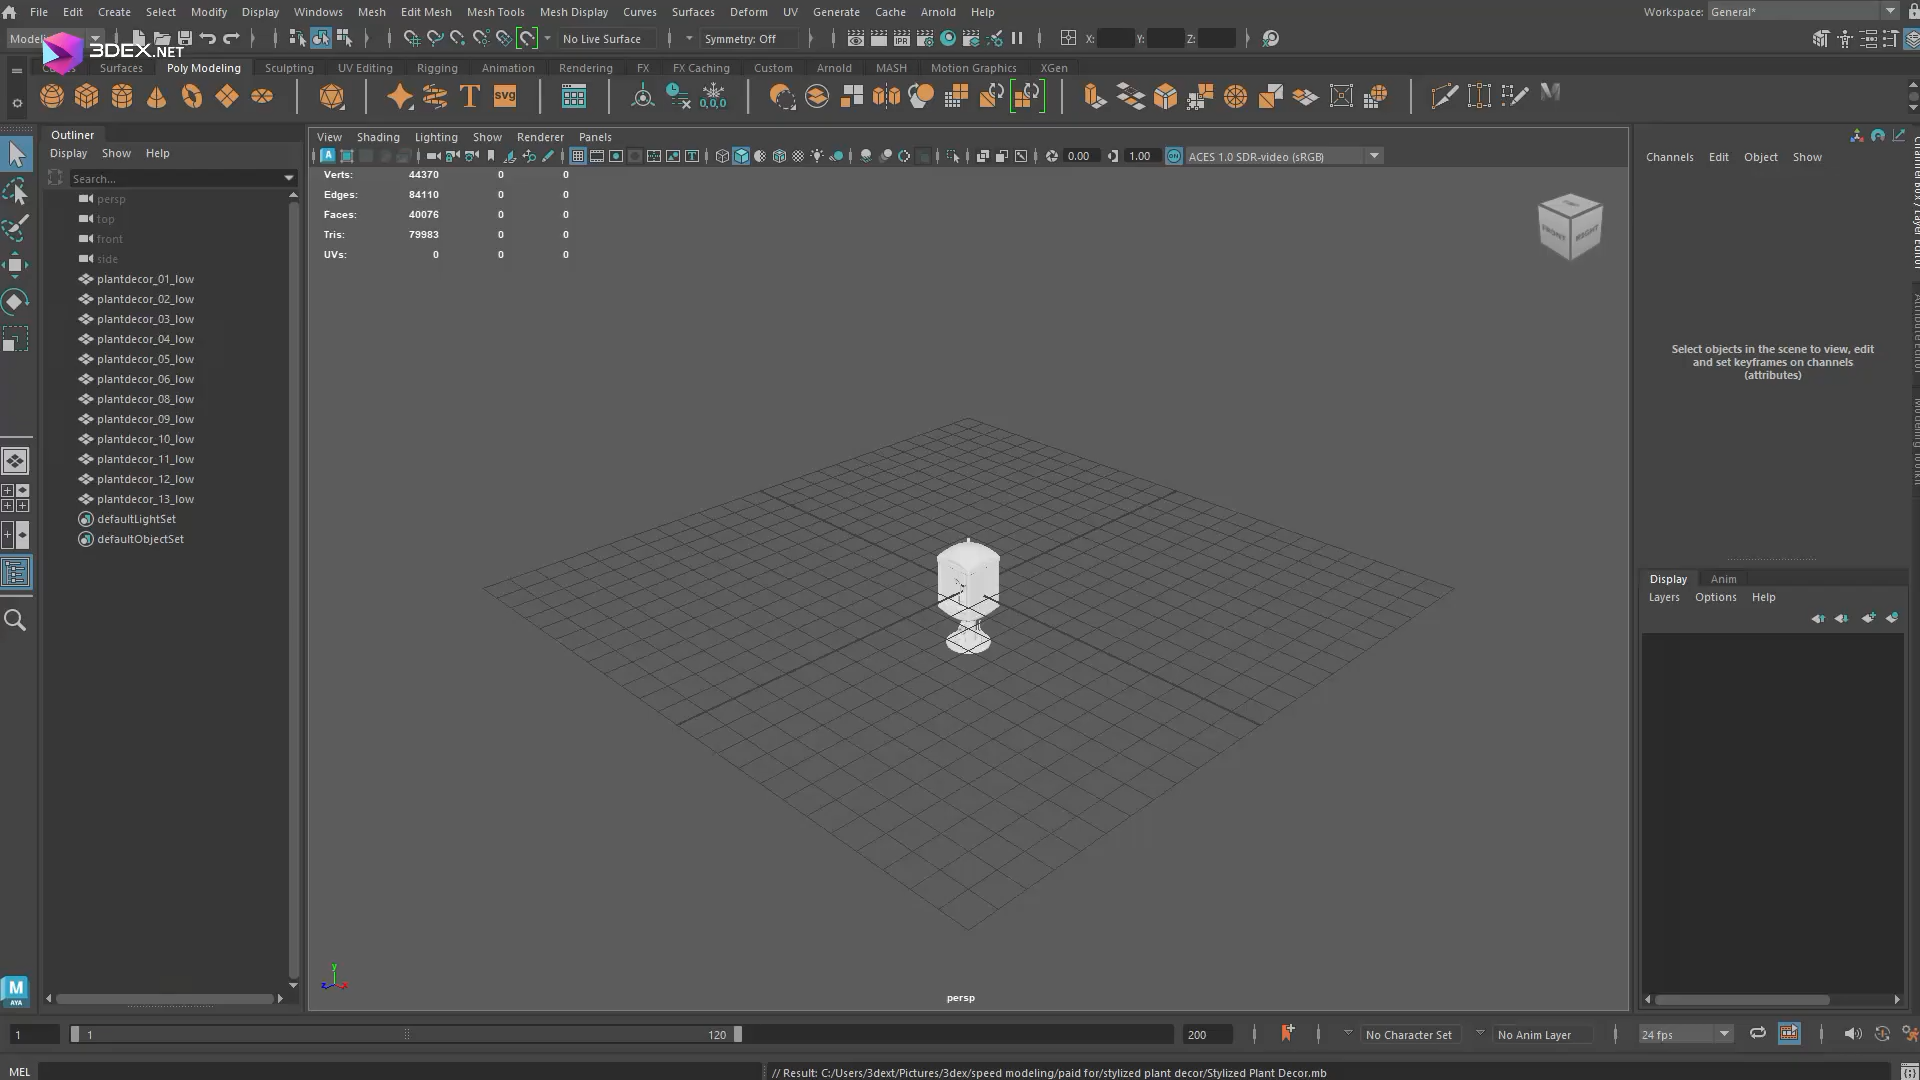 File Edit Create Select Modify Display Windows Mesh Edit Mesh Mesh Tools Mesh Display Curves Surfaces Deform UV Generate Cache Arnold Help Workspace: General*
3DEX.NET No Live Surface Symmetry: Off X: Y: Z:
Surfaces Poly Modeling Sculpting UV Editing Rigging Animation Rendering FX FX Caching Custom Arnold MASH Motion Graphics XGen
T svg 0,0,0
Outliner
Display Show Help
Search...
persp
top
front
side
plantdecor_01_low
plantdecor_02_low
plantdecor_03_low
plantdecor_04_low
plantdecor_05_low
plantdecor_06_low
plantdecor_08_low
plantdecor_09_low
plantdecor_10_low
plantdecor_11_low
plantdecor_12_low
plantdecor_13_low
defaultLightSet
defaultObjectSet
View Shading Lighting Show Renderer Panels
0.00 1.00 ACES 1.0 SDR-video (sRGB)
Verts: 44370 0 0
Edges: 84110 0 0
Faces: 40076 0 0
Tris: 79983 0 0
UVs: 0 0 0
FRONT RIGHT
persp
Channels Edit Object Show
Select objects in the scene to view, edit
and set keyframes on channels
(attributes)
Display Anim
Layers Options Help
1 1 120 200 No Character Set No Anim Layer 24 fps
MEL // Result: C:/Users/3dext/Pictures/3dex/speed modeling/paid for/stylized plant decor/Stylized Plant Decor.mb